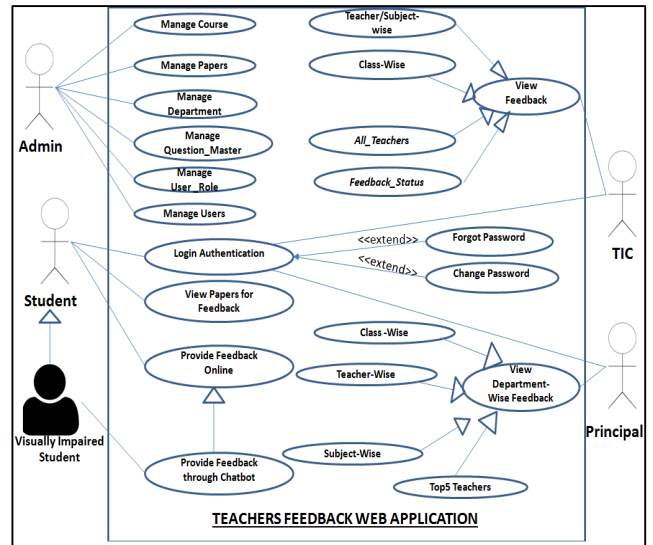 Manage Course
Manage Papers
Manage
Department
Manage
Question_Master
Manage
User_Role
Manage Users
Admin
Teacher/Subject-
wise
Class-Wise
All_Teachers
Feedback_Status
View
Feedback
TIC
Login Authentication
<<extend>>
<<extend>>
Forgot Password
Change Password
Student
View Papers for
Feedback
Provide Feedback
Online
Class -Wise
Teacher-Wise
Subject-Wise
Top5 Teachers
View
Department-
Wise Feedback
Principal
Visually Impaired
Student
Provide Feedback
through Chatbot
TEACHERS FEEDBACK WEB APPLICATION